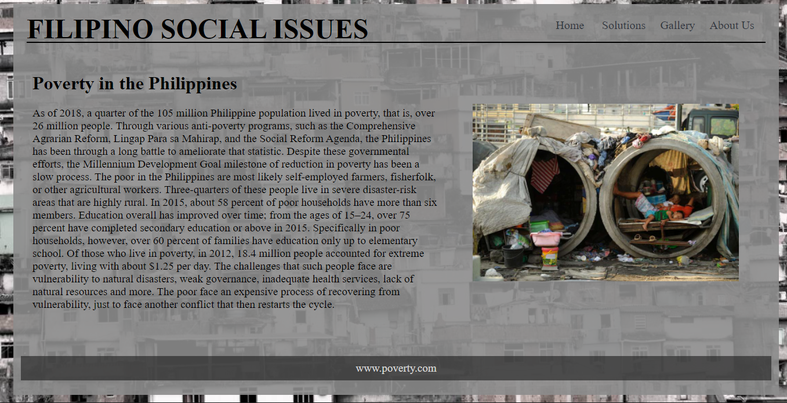 FILIPINO SOCIAL ISSUES
Home Solutions Gallery About Us
Poverty in the Philippines
As of 2018, a quarter of the 105 million Philippine population lived in poverty, that is, over
26 million people. Through various anti-poverty programs, such as the Comprehensive
Agrarian Reform, Lingap Para sa Mahirap, and the Social Reform Agenda, the Philippines
has been through a long battle to ameliorate that statistic. Despite these governmental
efforts, the Millennium Development Goal milestone of reduction in poverty has been a
slow process. The poor in the Philippines are most likely self-employed farmers, fisherfolk,
or other agricultural workers. Three-quarters of these people live in severe disaster-risk
areas that are highly rural. In 2015, about 58 percent of poor households have more than six
members. Education overall has improved over time; from the ages of 15–24, over 75
percent have completed secondary education or above in 2015. Specifically in poor
households, however, over 60 percent of families have education only up to elementary
school. Of those who live in poverty, in 2012, 18.4 million people accounted for extreme
poverty, living with about $1.25 per day. The challenges that such people face are
vulnerability to natural disasters, weak governance, inadequate health services, lack of
natural resources and more. The poor face an expensive process of recovering from
vulnerability, just to face another conflict that then restarts the cycle.
www.poverty.com